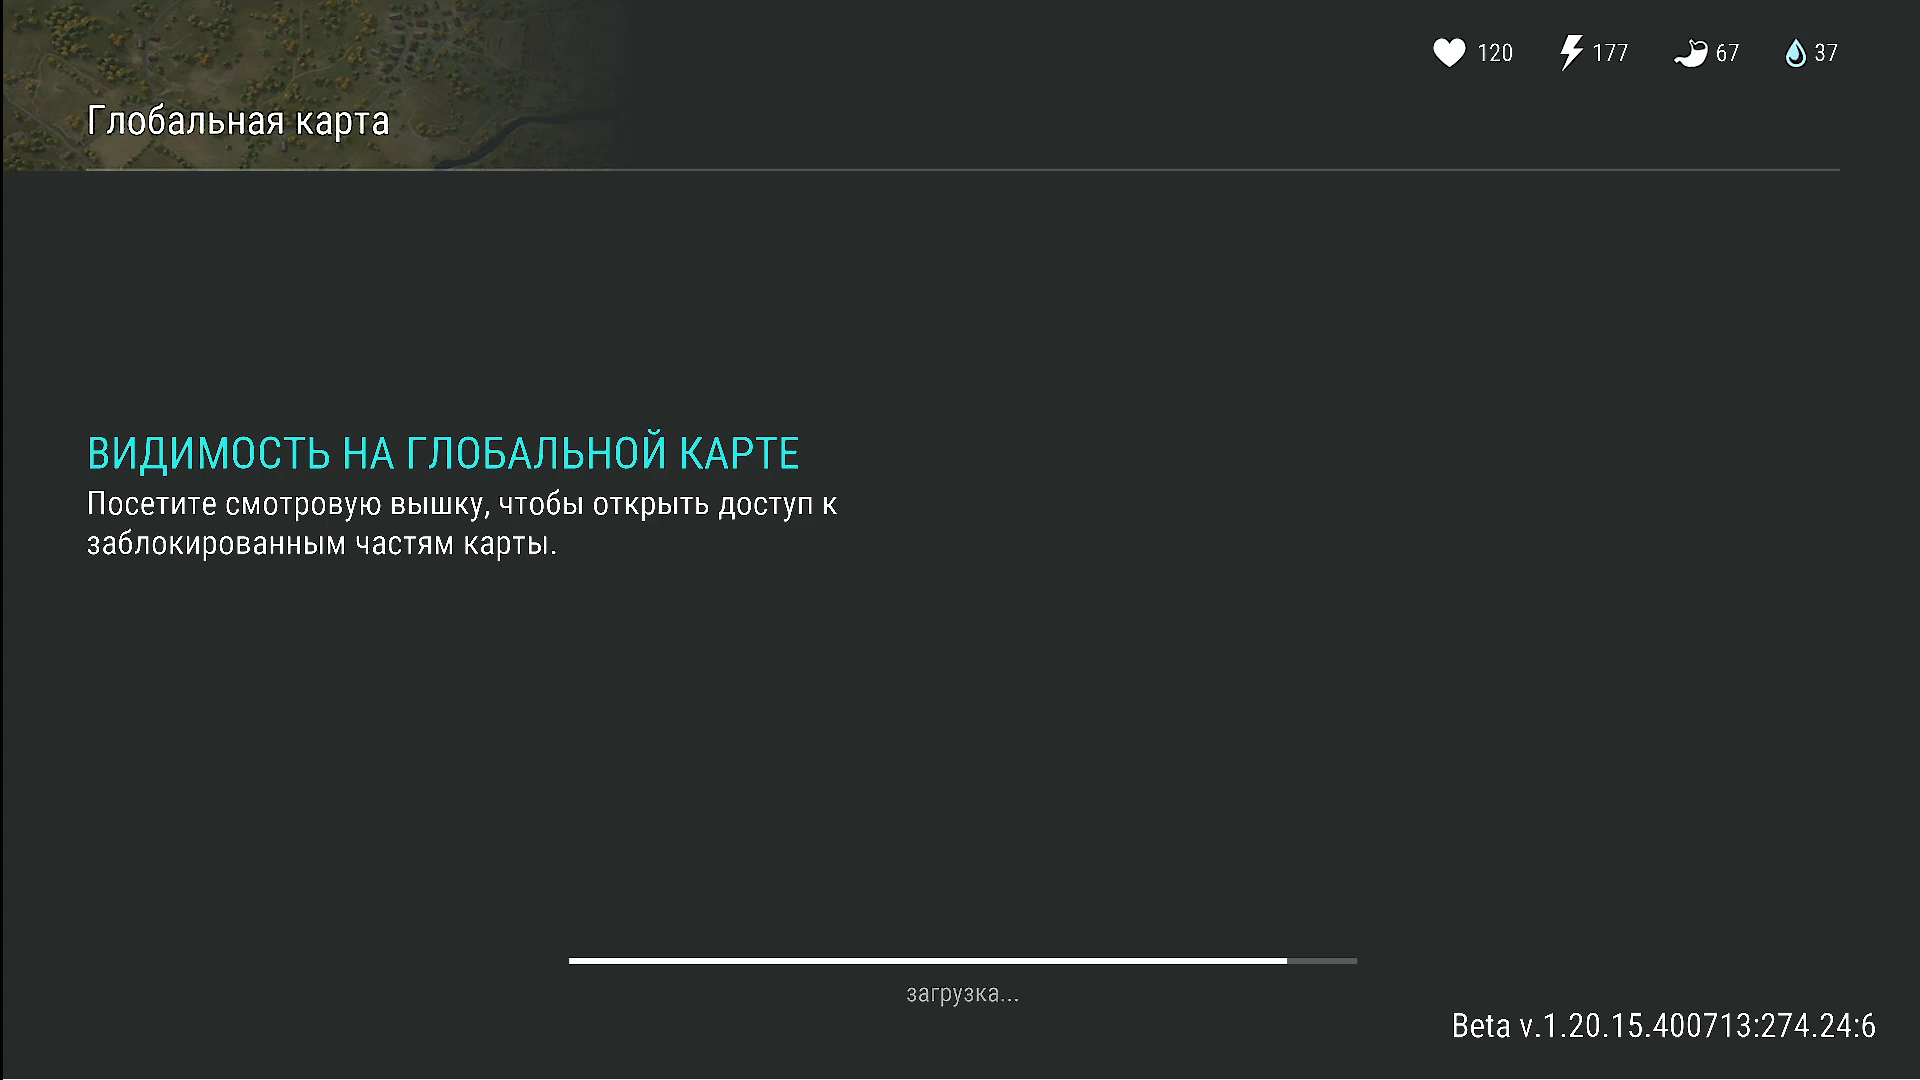 120 177 67 37
Глобальная карта
ВИДИМОСТЬ НА ГЛОБАЛЬНОЙ КАРТЕ
Посетите смотровую вышку, чтобы открыть доступ к
заблокированным частям карты.
загрузка...
Beta v.1.20.15.400713:274.24:6